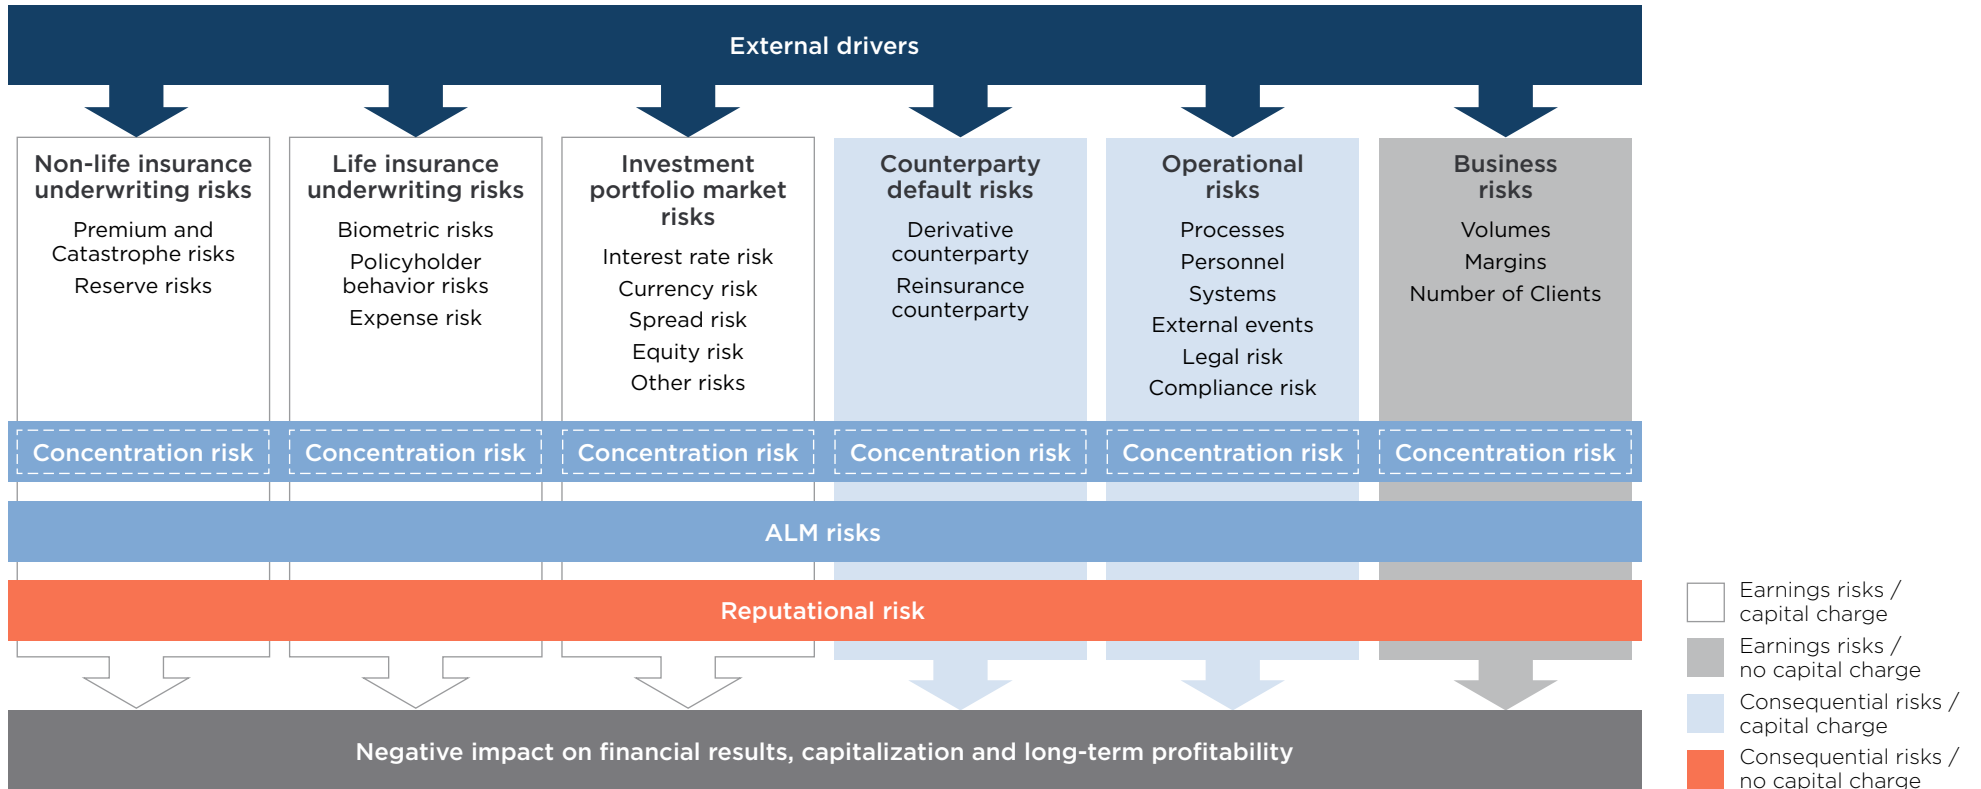 External drivers
Non-life insurance
underwriting risks
Premium and
Catastrophe risks
Reserve risks
Life insurance
underwriting risks
Biometric risks
Policyholder
behavior risks
Expense risk
Investment
portfolio market
risks
Interest rate risk
Currency risk
Spread risk
Equity risk
Other risks
Counterparty
default risks
Derivative
counterparty
Reinsurance
counterparty
Operational
risks
Processes
Personnel
Systems
External events
Legal risk
Compliance risk
Business
risks
Volumes
Margins
Number of Clients
Concentration risk
Concentration risk
Concentration risk
Concentration risk
Concentration risk
Concentration risk
ALM risks
Reputational risk
Negative impact on financial results, capitalization and long-term profitability
Earnings risks /
capital charge
Earnings risks /
no capital charge
Consequential risks /
capital charge
Consequential risks /
no capital charge